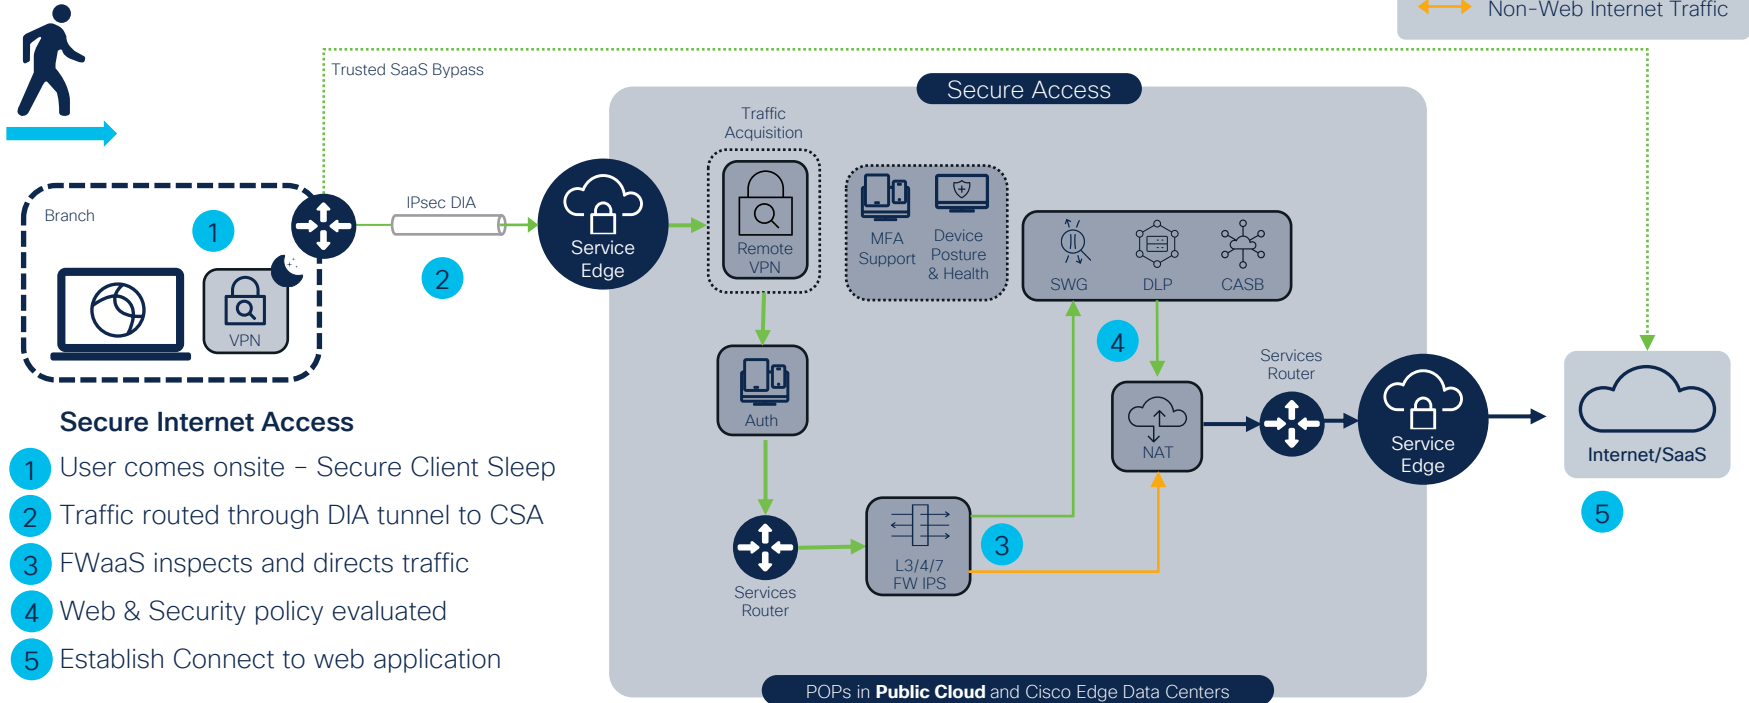 Non-Web Internet Traffic
Trusted SaaS Bypass
Secure Access
Traffic
Acquisition
Branch
1
IPsec DIA
2
Service
Edge
Remote
VPN
MFA
Support
Device
Posture
& Health
SWG
DLP
CASB
VPN
4
Services
Router
Auth
NAT
Service
Edge
Internet/SaaS
5
L3/4/7
FW IPS
3
Services
Router
Secure Internet Access
1 User comes onsite – Secure Client Sleep
2 Traffic routed through DIA tunnel to CSA
3 FWaaS inspects and directs traffic
4 Web & Security policy evaluated
5 Establish Connect to web application
POPs in Public Cloud and Cisco Edge Data Centers